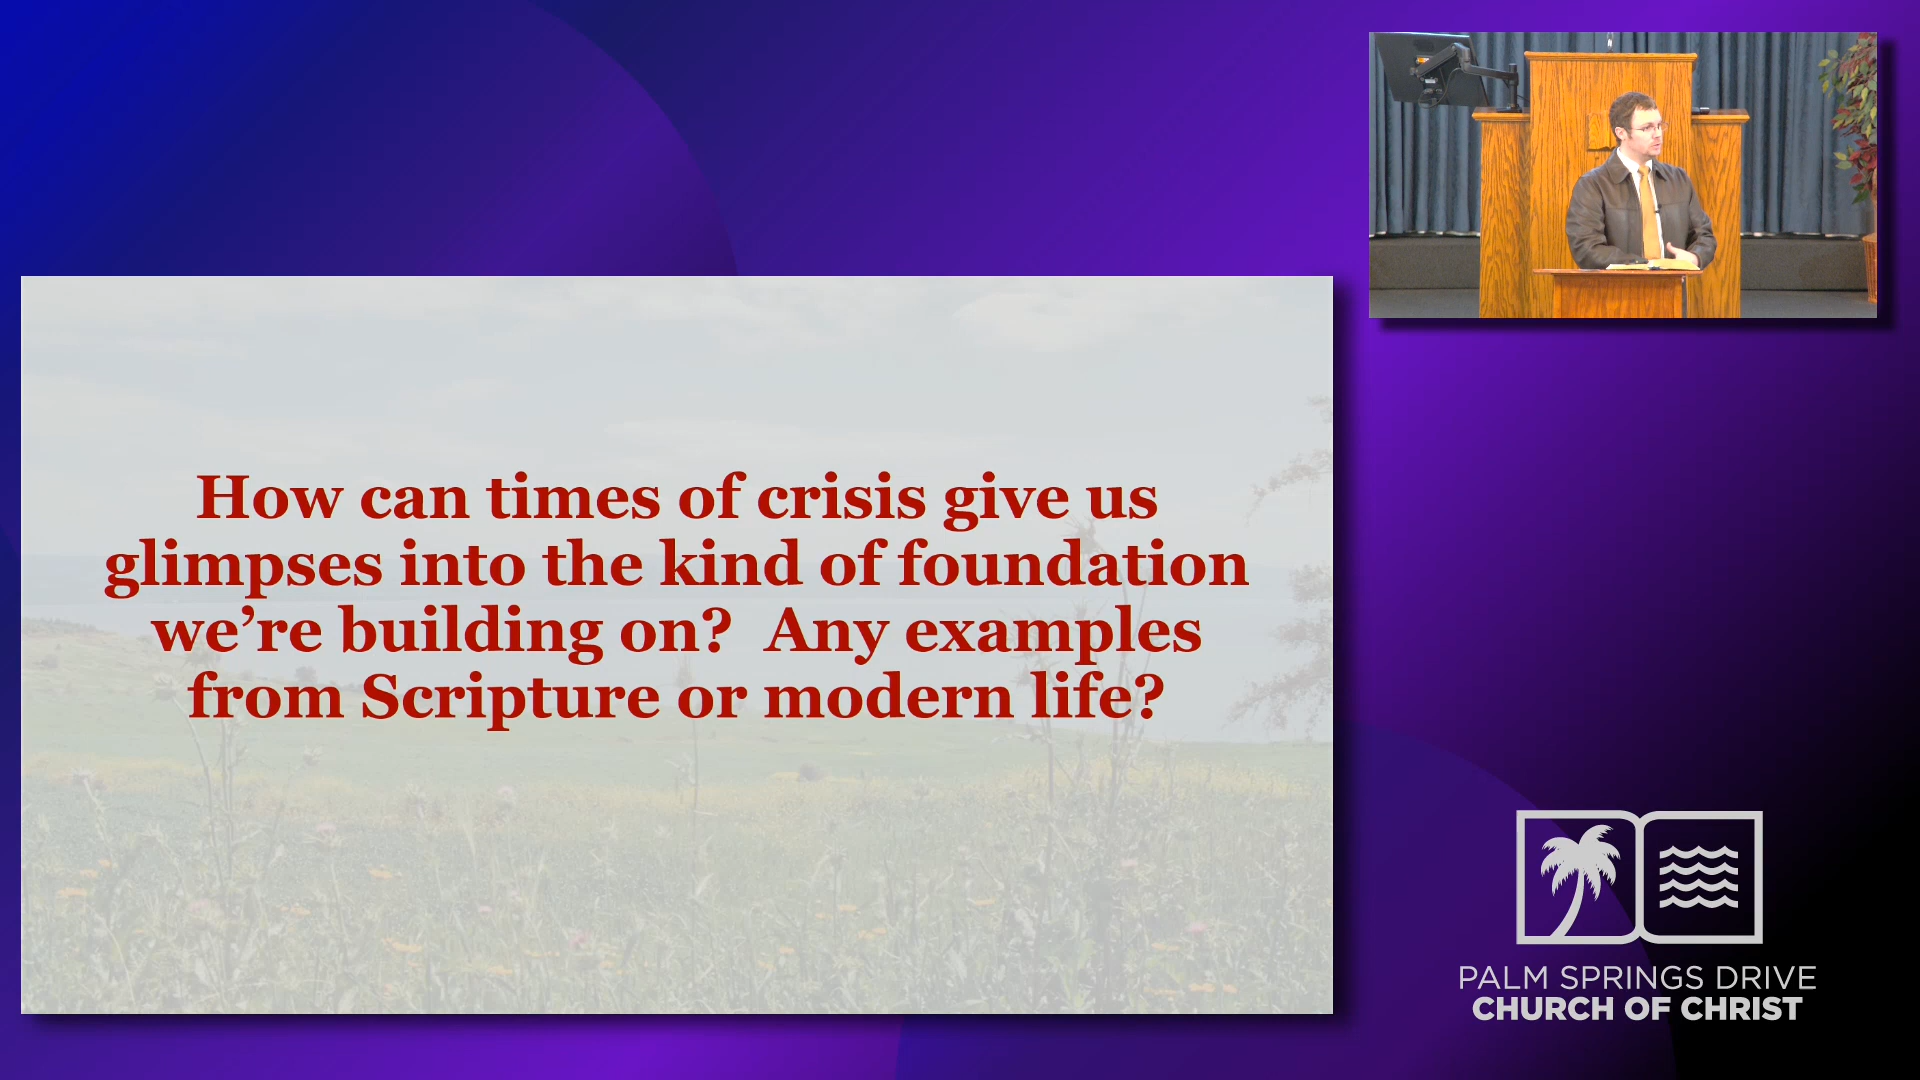 How can times of crisis give us
glimpses into the kind of foundation
we’re building on?  Any examples
from Scripture or modern life?
PALM SPRINGS DRIVE
CHURCH OF CHRIST